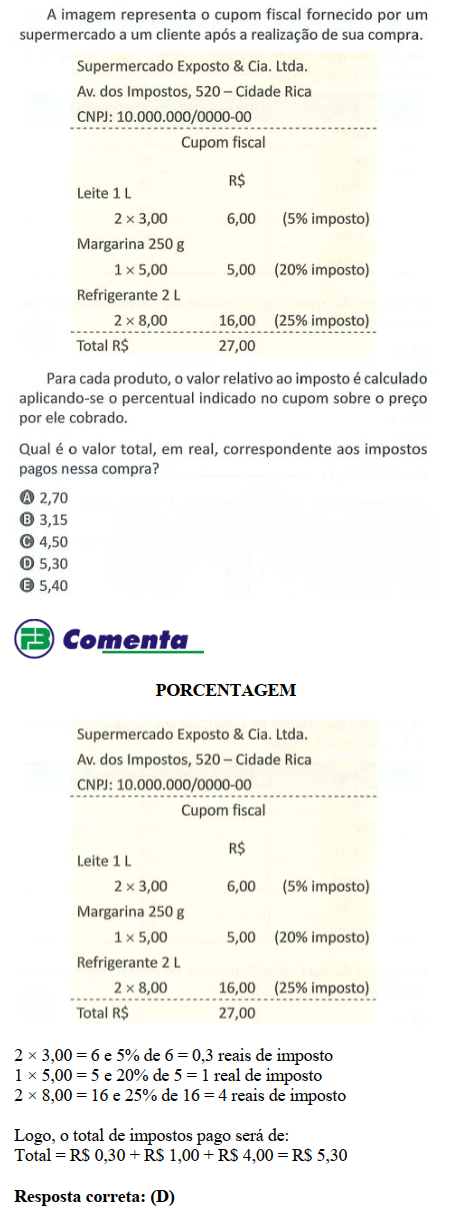 A imagem representa o cupom fiscal fornecido por um
supermercado a um cliente após a realização de sua compra.
Supermercado Exposto & Cia. Ltda.
Av. dos Impostos, 520 – Cidade Rica
CNPJ: 10.000.000/0000-00
Cupom fiscal
R$
Leite 1 L
2 × 3,00 6,00 (5% imposto)
Margarina 250 g
1 × 5,00 5,00 (20% imposto)
Refrigerante 2 L
2 × 8,00 16,00 (25% imposto)
Total R$ 27,00
Para cada produto, o valor relativo ao imposto é calculado
aplicando-se o percentual indicado no cupom sobre o preço
por ele cobrado.
Qual é o valor total, em real, correspondente aos impostos
pagos nessa compra?
A 2,70
B 3,15
C 4,50
D 5,30
E 5,40
FB Comenta
PORCENTAGEM
Supermercado Exposto & Cia. Ltda.
Av. dos Impostos, 520 – Cidade Rica
CNPJ: 10.000.000/0000-00
Cupom fiscal
R$
Leite 1 L
2 × 3,00 6,00 (5% imposto)
Margarina 250 g
1 × 5,00 5,00 (20% imposto)
Refrigerante 2 L
2 × 8,00 16,00 (25% imposto)
Total R$ 27,00
2 × 3,00 = 6 e 5% de 6 = 0,3 reais de imposto
1 × 5,00 = 5 e 20% de 5 = 1 real de imposto
2 × 8,00 = 16 e 25% de 16 = 4 reais de imposto
Logo, o total de impostos pago será de:
Total = R$ 0,30 + R$ 1,00 + R$ 4,00 = R$ 5,30
Resposta correta: (D)